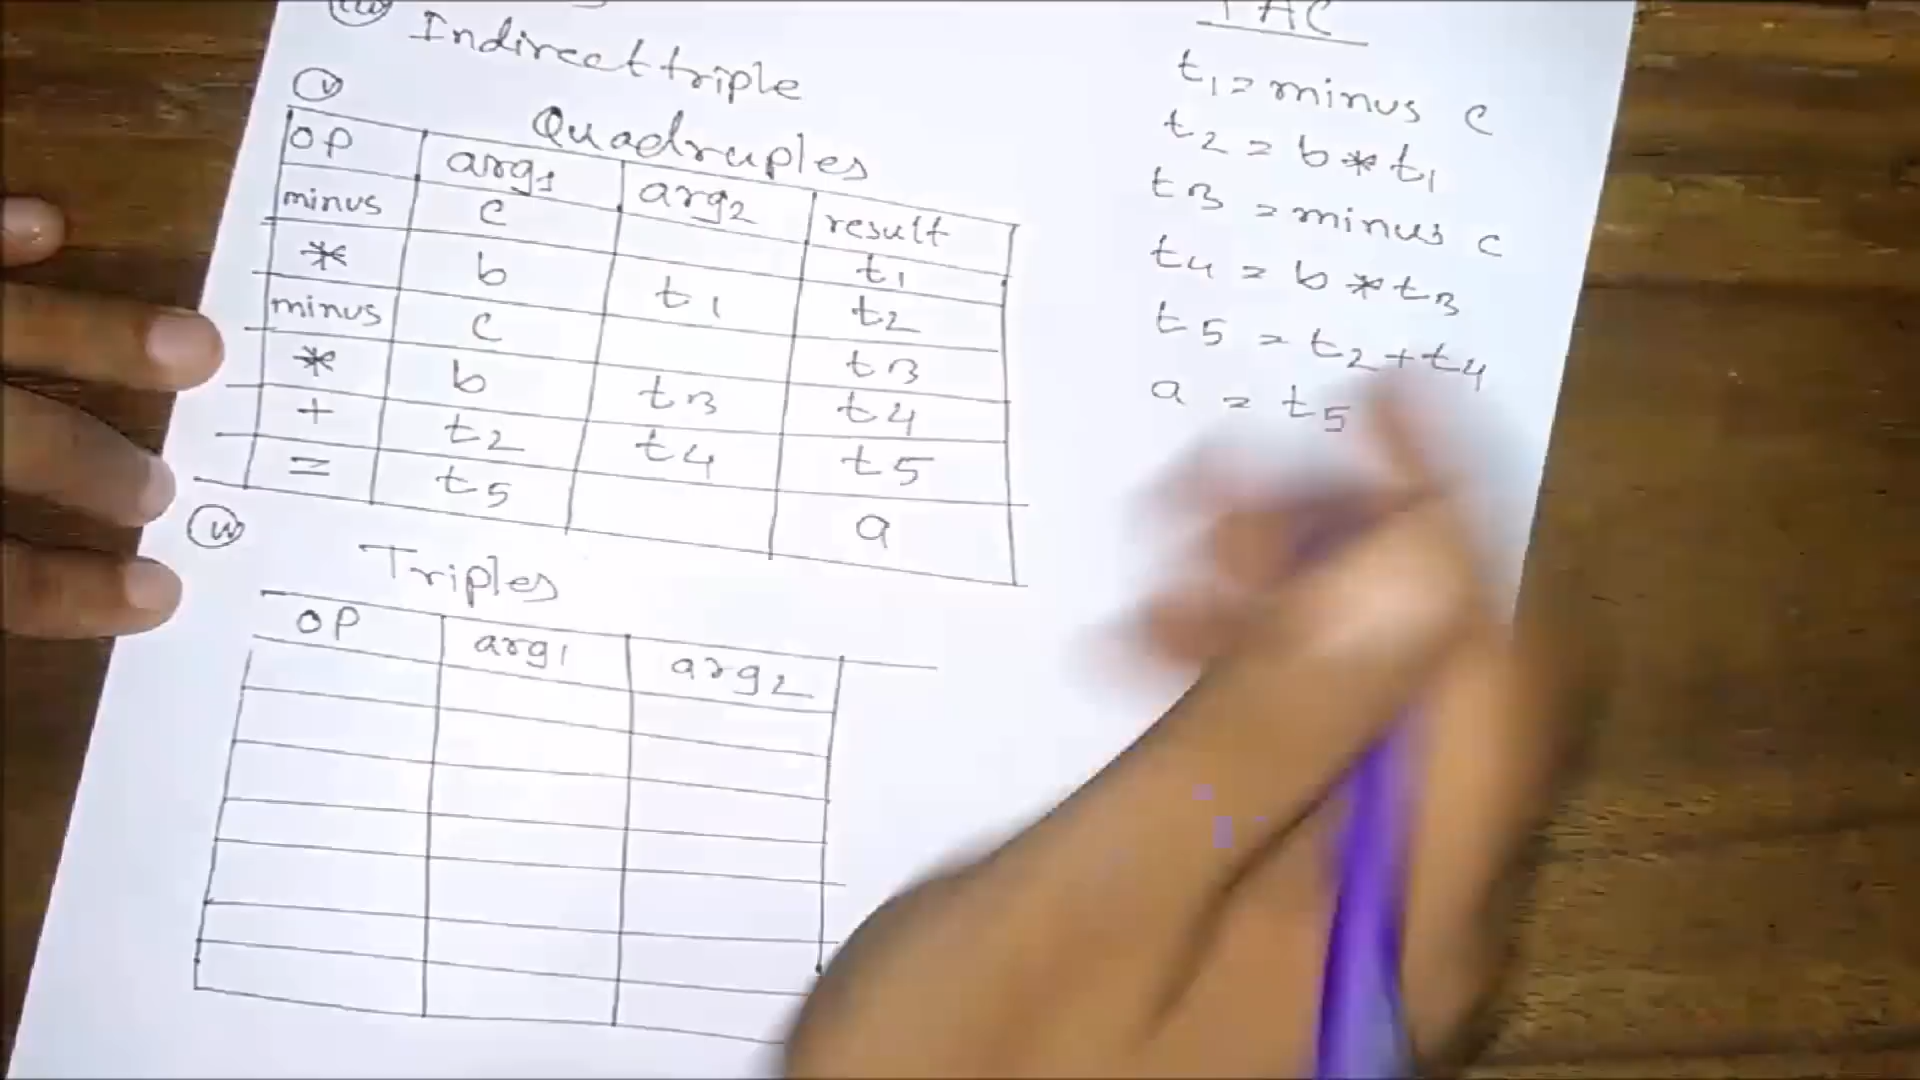 Indirect triple
Quadruples
OP arg1 arg2 result
minus c t1
* b t1 t2
minus c t3
* b t3 t4
+ t2 t4 t5
= t5 a
Triples
OP arg1 arg2
TAC
t1 = minus c
t2 = b * t1
t3 = minus c
t4 = b * t3
t5 = t2 + t4
a = t5